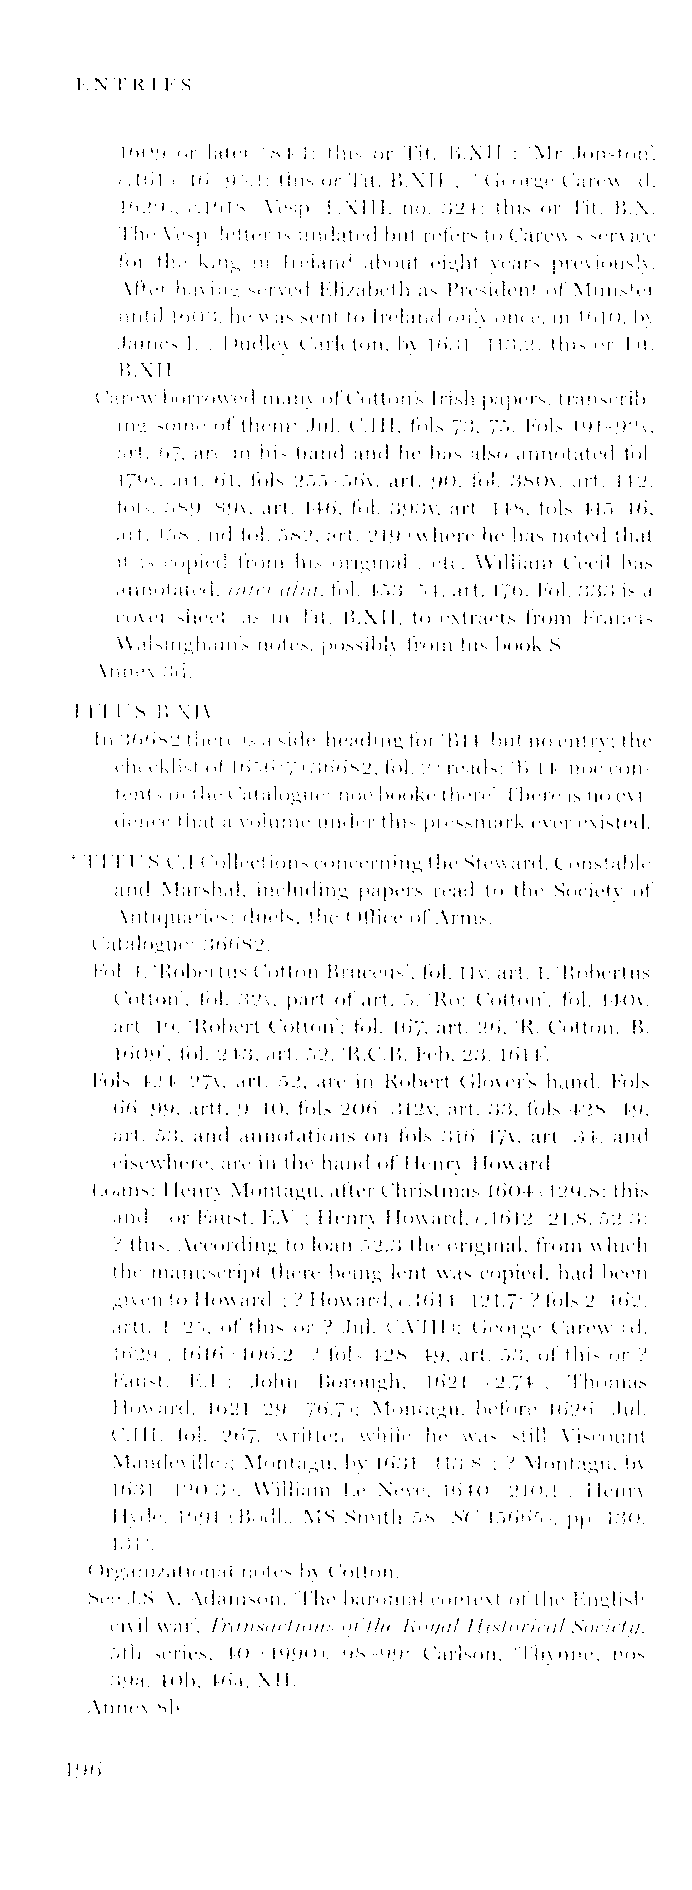 ENTRIES
1609 or later (84.1: this or Tit. B.XII); 'Mr Jonston',
c.1615 this or Tit. B.XII); ?George Carew (d.
1629), c.1618 (Vesp. F.XIII, no. 324: this or Tit. B.X.
The Vesp. letter is undated but refers to Carew's service
for the king in Ireland about eight years previously.
After having served Elizabeth as President of Munster
until 1603, he was sent to Ireland only once, in 1610, by
James I.); Dudley Carleton, by 1631 (113.2: this or Tit.
B.XII).
Carew borrowed many of Cotton's Irish papers, transcrib-
ing some of them: Jul. C.III, fols 73, 75. Fols 191-92v,
art. 67, are in his hand and he has also annotated fol.
179v, art. 61, fols 255-56v, art. 90, fol. 380v, art. 142,
fols 389-89v, art. 146, fol. 393v, art. 148, fols 415-16,
art. 158 and fol. 582, art. 219 (where he has noted that
it is copied from his original), etc. William Cecil has
annotated, inter alia, fol. 453-54, art. 176. Fol. 333 is a
cover sheet, as in Tit. B.XII, to extracts from Francis
Walsingham's notes, possibly from his book S.
Annex 3d.
TITUS B.XIV
In 36682 there is a side-heading for 'B14' but no entry; the
checklist of 1656-7 (36682, fol. reads: 'B 14 noe con-
tents in the Catalogue: noe booke there'. There is no evi-
dence that a volume under this pressmark ever existed.
*TITUS C.I Collections concerning the Steward, Constable
and Marshal, including papers read to the Society of
Antiquaries; duels, the Office of Arms.
Catalogue: 36682.
Fol. 1, 'Robertus Cotton Bruceus'; fol. 11v, art. 1, 'Robertus
Cotton'; fol. 32v, part of art. 5, 'Ro: Cotton'; fol. 140v,
art. 19, 'Robert Cotton'; fol. 167, art. 26, 'R. Cotton. B.
1609'; fol. 243, art. 52, 'R.C.B. Feb. 23. 1614'.
Fols 424-27v, art. 52, are in Robert Glover's hand. Fols
66-99, artt. 9-10, fols 206-312v, art. 33, fols 428-49,
art. 53, and annotations on fols 316-17v, art. 34, and
elsewhere, are in the hand of Henry Howard.
Loans: Henry Montagu, after Christmas 1604 (129.8: this
and/or Faust. E.V); Henry Howard, c.1612 (21.8, 52.3:
? this. According to loan 52.3 the original, from which
the manuscript there being lent was copied, had been
given to Howard.); ? Howard, c.1614 (121.7: ? fols 2-162,
artt. 1-25, of this or ? Jul. C.VIII); George Carew (d.
1629), 1616 (106.2: ? fols 428-49, art. 53, of this or ?
Faust. E.I); John Borough, 1621 (2.74); Thomas
Howard, 1621-29 (76.7); Montagu, before 1626 (Jul.
C.III, fol. 267, written while he was still Viscount
Mandeville); Montagu, by 1631 (113.8); ? Montagu, by
1631 (190.3); William Le Neve, 1640 (210.1); Henry
Hyde, 1691 (Bodl., MS Smith 58 (SC 15665), pp. 130,
Organizational notes by Cotton.
See J.S.A. Adamson, 'The baronial context of the English
civil war', Transactions of the Royal Historical Society,
5th series, 40 (1990), 98-99; Carlson, 'Thynne', nos
39a, 40b, 46a, XII.
Annex 8b.
196